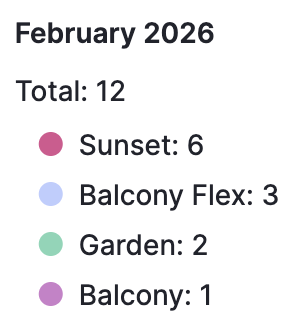 February 2026
Total: 12
Sunset: 6
Balcony Flex: 3
Garden: 2
Balcony: 1